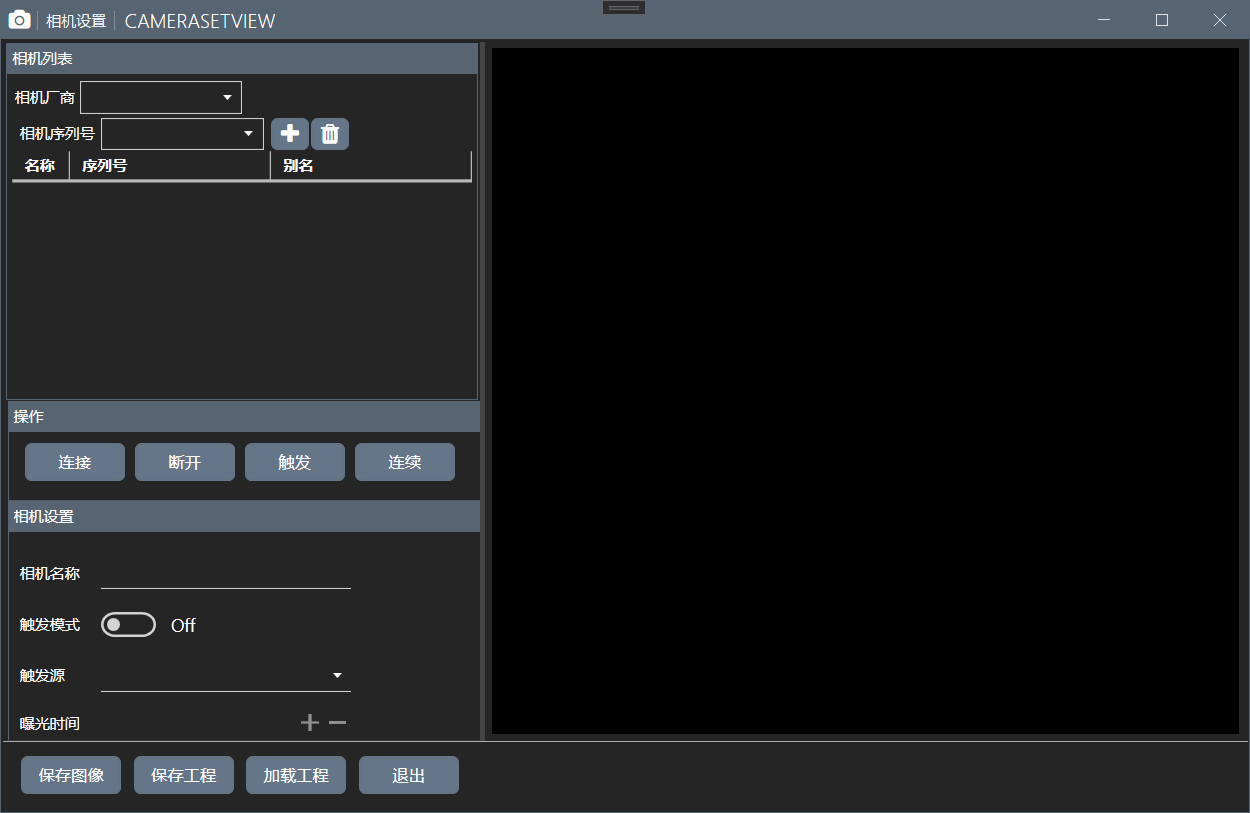 相机设置 CAMERASETVIEW
相机列表
相机厂商
相机序列号
名称 序列号 别名
操作
连接 断开 触发 连续
相机设置
相机名称
触发模式 Off
触发源
曝光时间
保存图像 保存工程 加载工程 退出